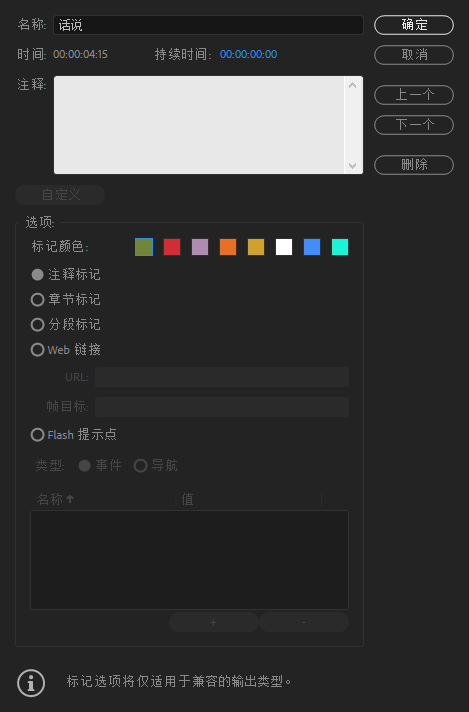 名称: 话说 确定
时间: 00:00:04:15 持续时间: 00:00:00:00 取消
注释:
上一个
下一个
删除
自定义
选项:
标记颜色:
注释标记
章节标记
分段标记
Web 链接
URL:
帧目标:
Flash 提示点
类型: 事件 导航
名称 值
+ -
标记选项将仅适用于兼容的输出类型。